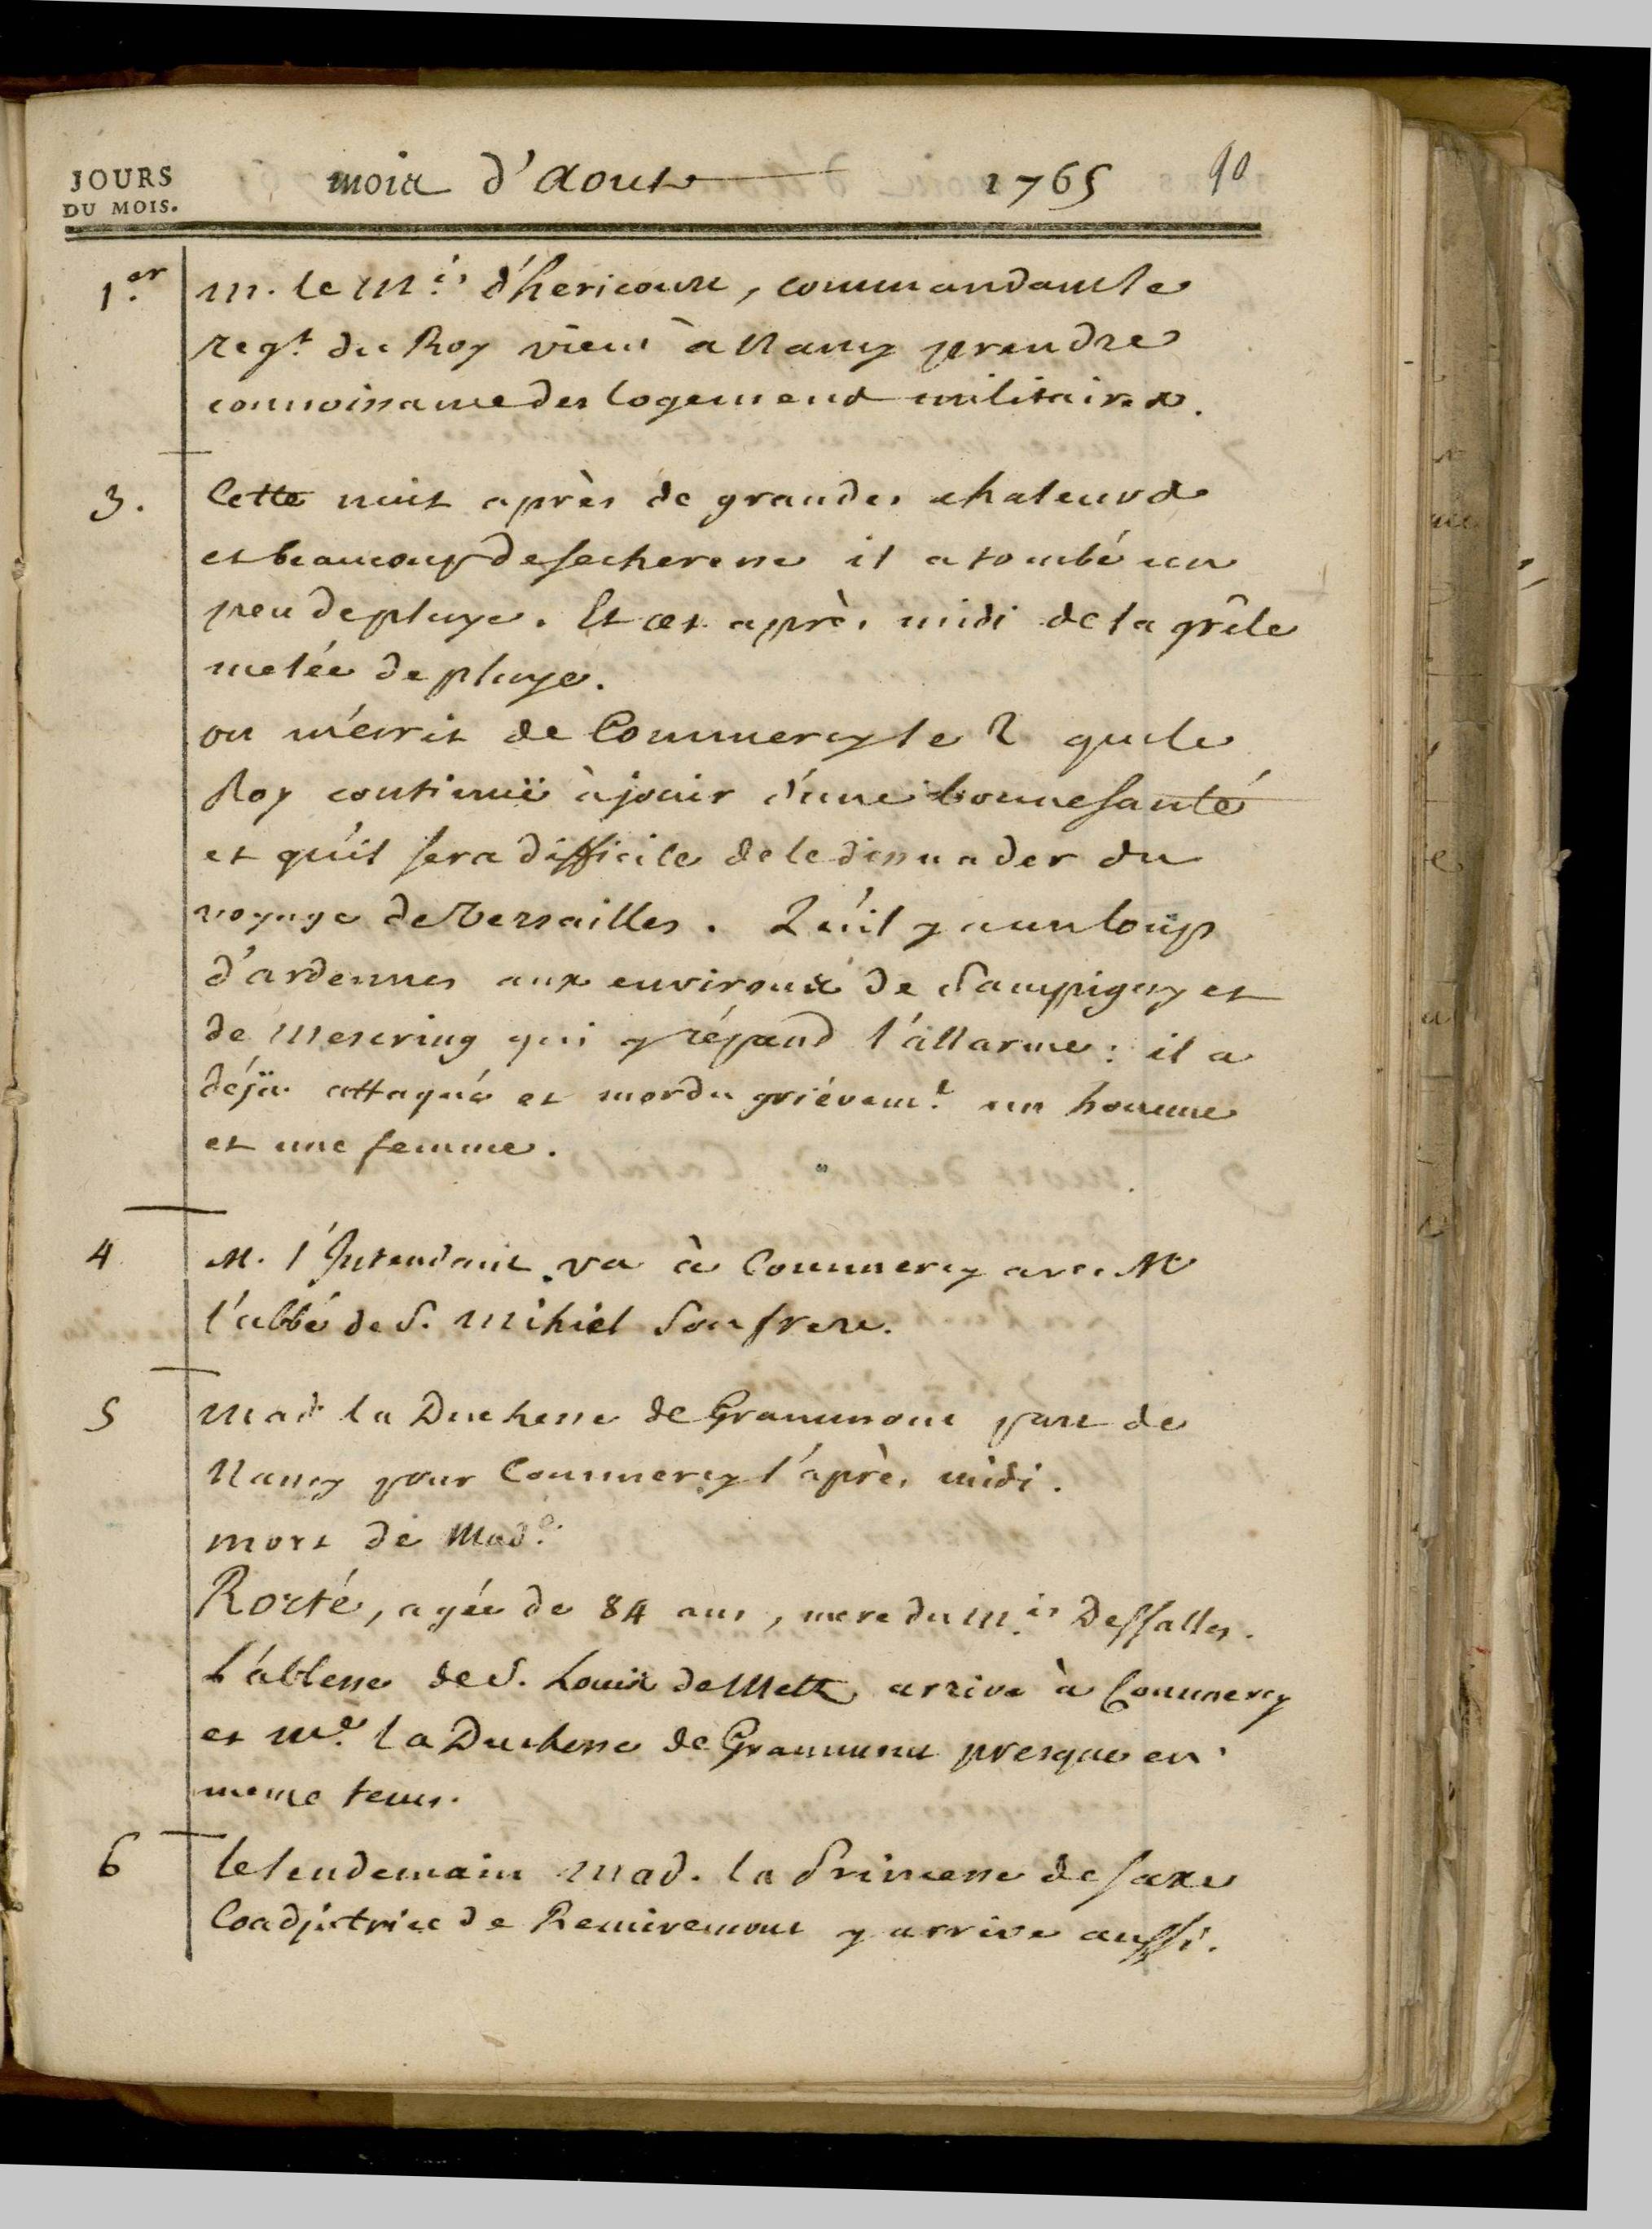 JOURS DU MOIS. mois d'Aout 1765 90
1.er M. le M.is d'hericourt, commandant le
reg.t du Roy vient à Nancy prendre
connoissance des logemens militaires.
3. Cette nuit après de grandes chaleurs
et beaucoup de secheresse il a tombé un
peu de pluye. Et cet après midi de la grêle
melée de pluye.
on m'écrit de Commercy le 2 que le
Roy continuë à jouir d'une bonne santé
et qu'il sera difficile de le dissuader du
voyage de Versailles. Qu'il y a un loup
d'ardennes aux environs de Sampigny et
de Mesering qui y répand l'allarme: il a
déja attaqué et mordu griévem.t un homme
et une femme.
4 M. l'Intendant va à Commercy avec M
l'abbé de S. Mihiel son frere.
5 Mad.e la Duchesse de Grammont part de
Nancy pour Commercy l'après midi.
mort de Mad.e
Rorté, agée de 84 ans, mere du M.is Dessalles.
L'abbesse de S. Louis de Metz arrive à Commercy
et M.e la Duchesse de Grammont presque en
meme tems.
6 le lendemain Mad. la Princesse de saxe
Coadjutrice de Remiremont y arrive aussi.